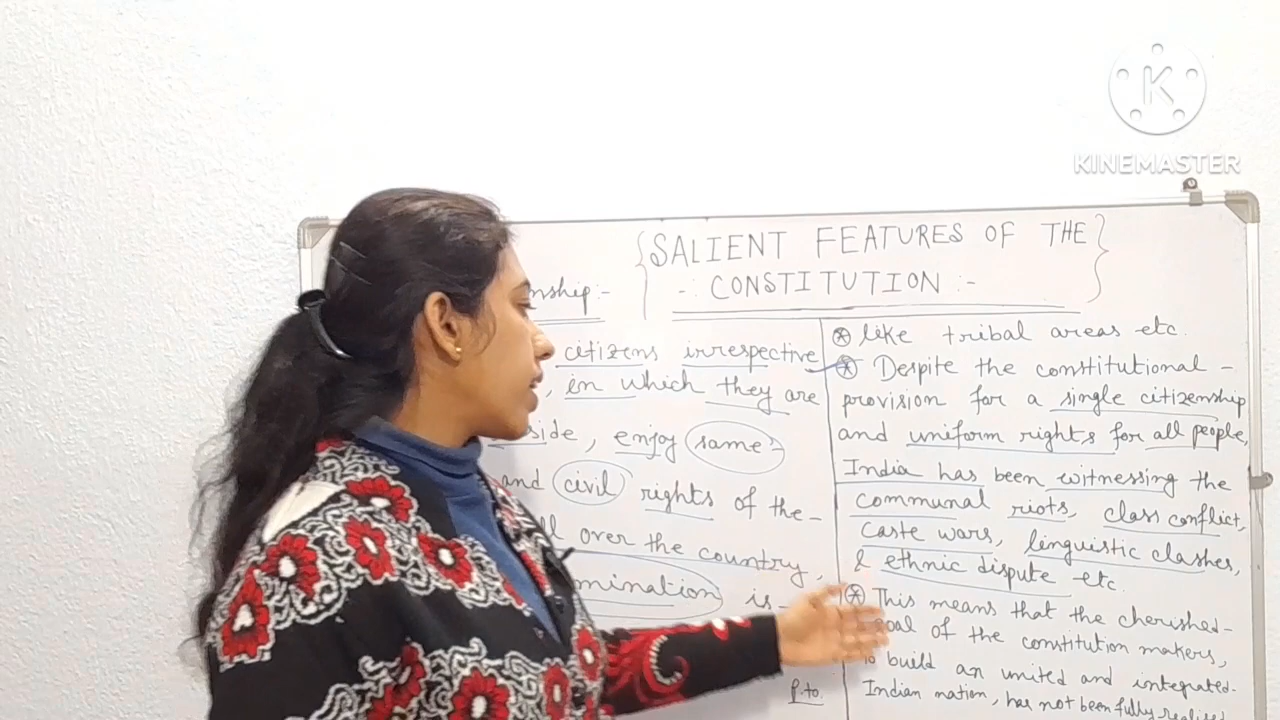 KINEMASTER
{SALIENT FEATURES OF THE
-: CONSTITUTION :-}
nship :-
citizens irrespective
, in which they are
side, enjoy same :-
and civil rights of the-
ll over the country,
mination is-
P.t.o.
like tribal areas etc.
Despite the constitutional -
provision for a single citizenship
and uniform rights for all people,
India has been witnessing the
communal riots, class conflict,
caste wars, linguistic clashes,
& ethnic dispute etc.
This means that the cherished-
goal of the constitution makers,
to build an united and integrated-
Indian nation, has not been fully realised